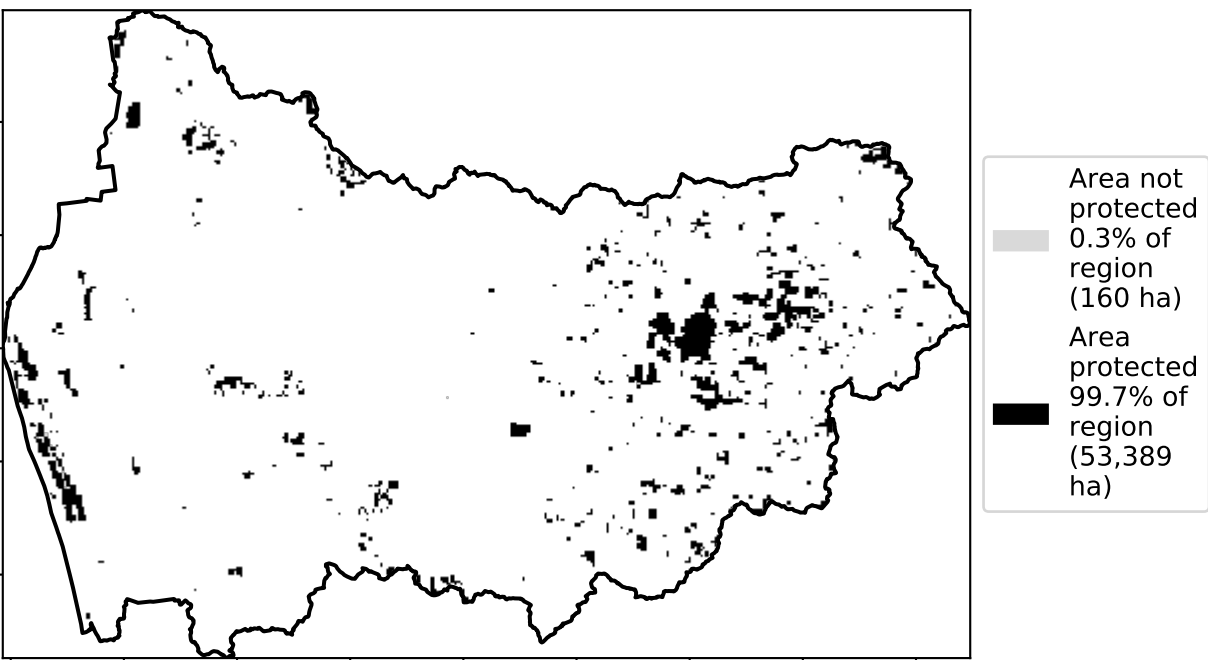 Area not
protected
0.3% of
region
(160 ha)
Area
protected
99.7% of
region
(53,389
ha)